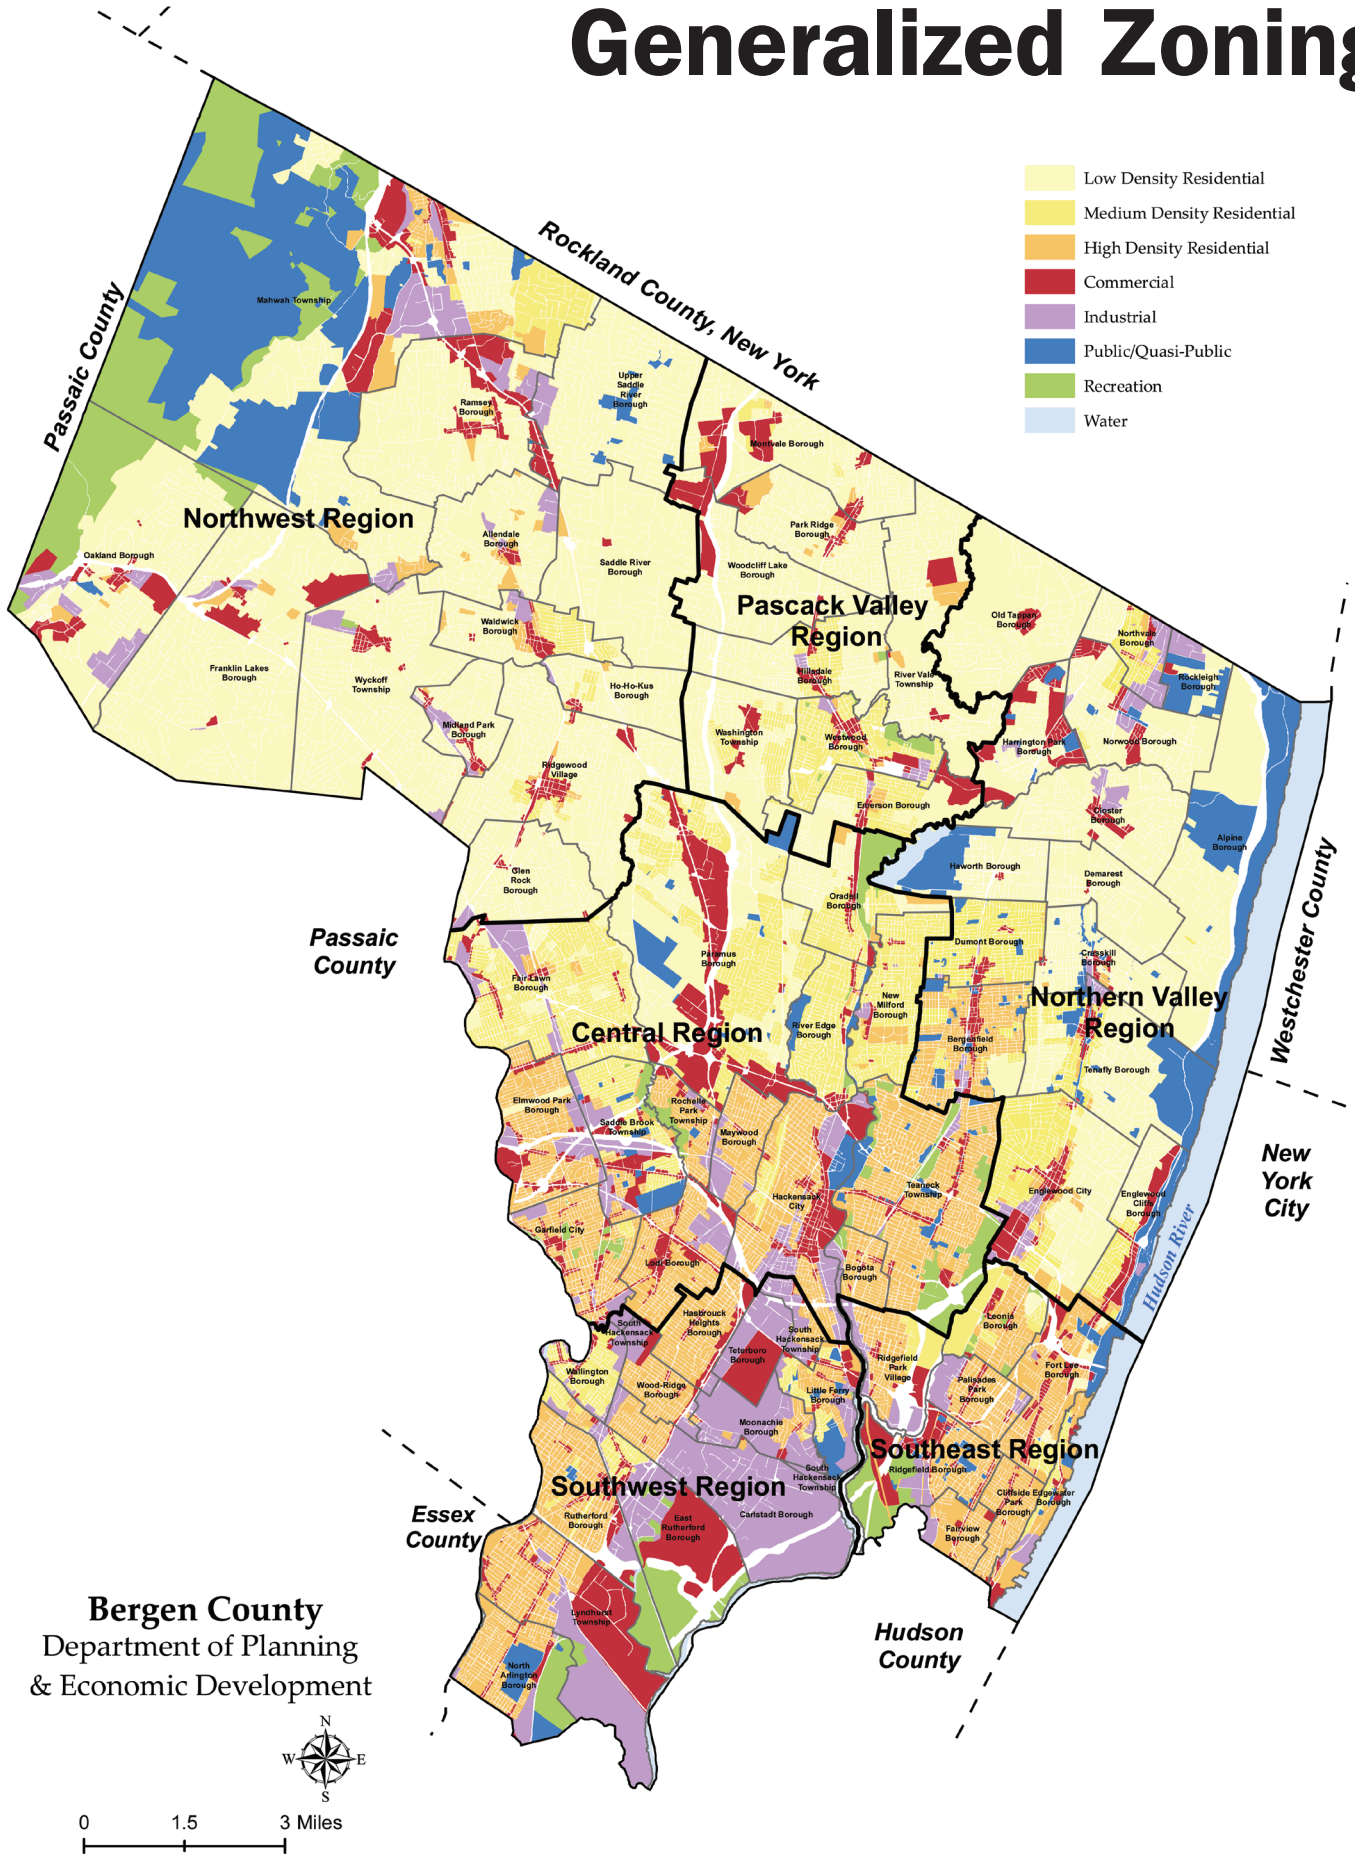 Generalized Zoning
Low Density Residential
Medium Density Residential
High Density Residential
Commercial
Industrial
Public/Quasi-Public
Recreation
Water
Rockland County, New York
Passaic County
Mahwah Township
Upper
Saddle
River
Borough
Ramsey
Borough
Montvale Borough
Northwest Region
Park Ridge
Borough
Allendale
Borough
Oakland Borough
Saddle River
Borough
Woodcliff Lake
Borough
Pascack Valley
Region
Old Tappan
Borough
Waldwick
Borough
Northvale
Borough
Franklin Lakes
Borough
Wyckoff
Township
Hillsdale
Borough
River Vale
Township
Rockleigh
Borough
Ho-Ho-Kus
Borough
Midland Park
Borough
Washington
Township
Westwood
Borough
Harrington Park
Borough
Norwood Borough
Ridgewood
Village
Emerson Borough
Closter
Borough
Alpine
Borough
Glen
Rock
Borough
Haworth Borough
Demarest
Borough
Oradell
Borough
Westchester County
Passaic
County
Dumont Borough
Paramus
Borough
Cresskill
Borough
Fair Lawn
Borough
New
Milford
Borough
Northern Valley
Region
Central Region
River Edge
Borough
Bergenfield
Borough
Tenafly Borough
Elmwood Park
Borough
Rochelle
Park
Township
Saddle Brook
Township
Maywood
Borough
New
York
City
Hackensack
City
Teaneck
Township
Englewood City
Englewood
Cliffs
Borough
Garfield City
Lodi Borough
Bogota
Borough
Hudson River
Hasbrouck
Heights
Borough
South
Hackensack
Township
South
Hackensack
Township
Leonia
Borough
Teterboro
Borough
Ridgefield
Park
Village
Fort Lee
Borough
Wallington
Borough
Wood-Ridge
Borough
Little Ferry
Borough
Palisades
Park
Borough
Moonachie
Borough
Southeast Region
South
Hackensack
Township
Ridgefield Borough
Southwest Region
Cliffside
Park
Borough
Edgewater
Borough
Essex
County
Rutherford
Borough
East
Rutherford
Borough
Carlstadt Borough
Fairview
Borough
Bergen County
Department of Planning
& Economic Development
Lyndhurst
Township
Hudson
County
North
Arlington
Borough
N
W
E
S
0
1.5
3 Miles